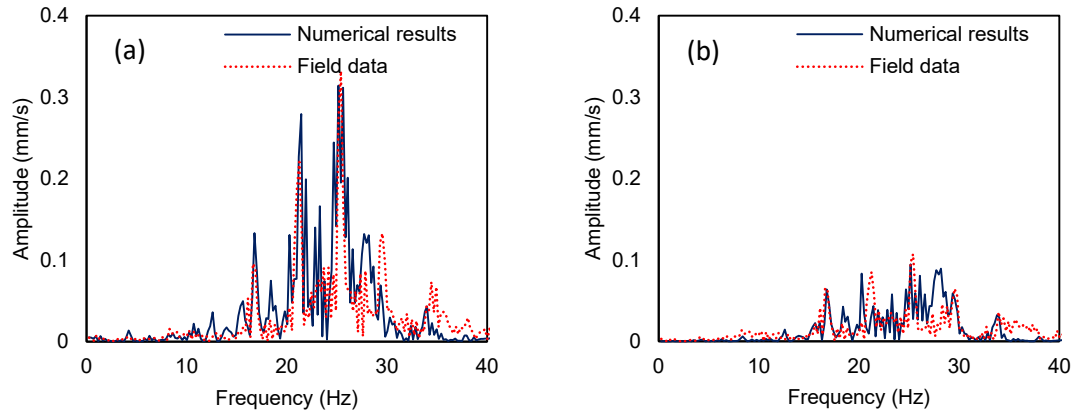 0.4
(a)
Numerical results
Field data
0.3
0.2
0.1
0
Amplitude (mm/s)
0 10 20 30 40
Frequency (Hz)
0.4
(b)
Numerical results
Field data
0.3
0.2
0.1
0
Amplitude (mm/s)
0 10 20 30 40
Frequency (Hz)